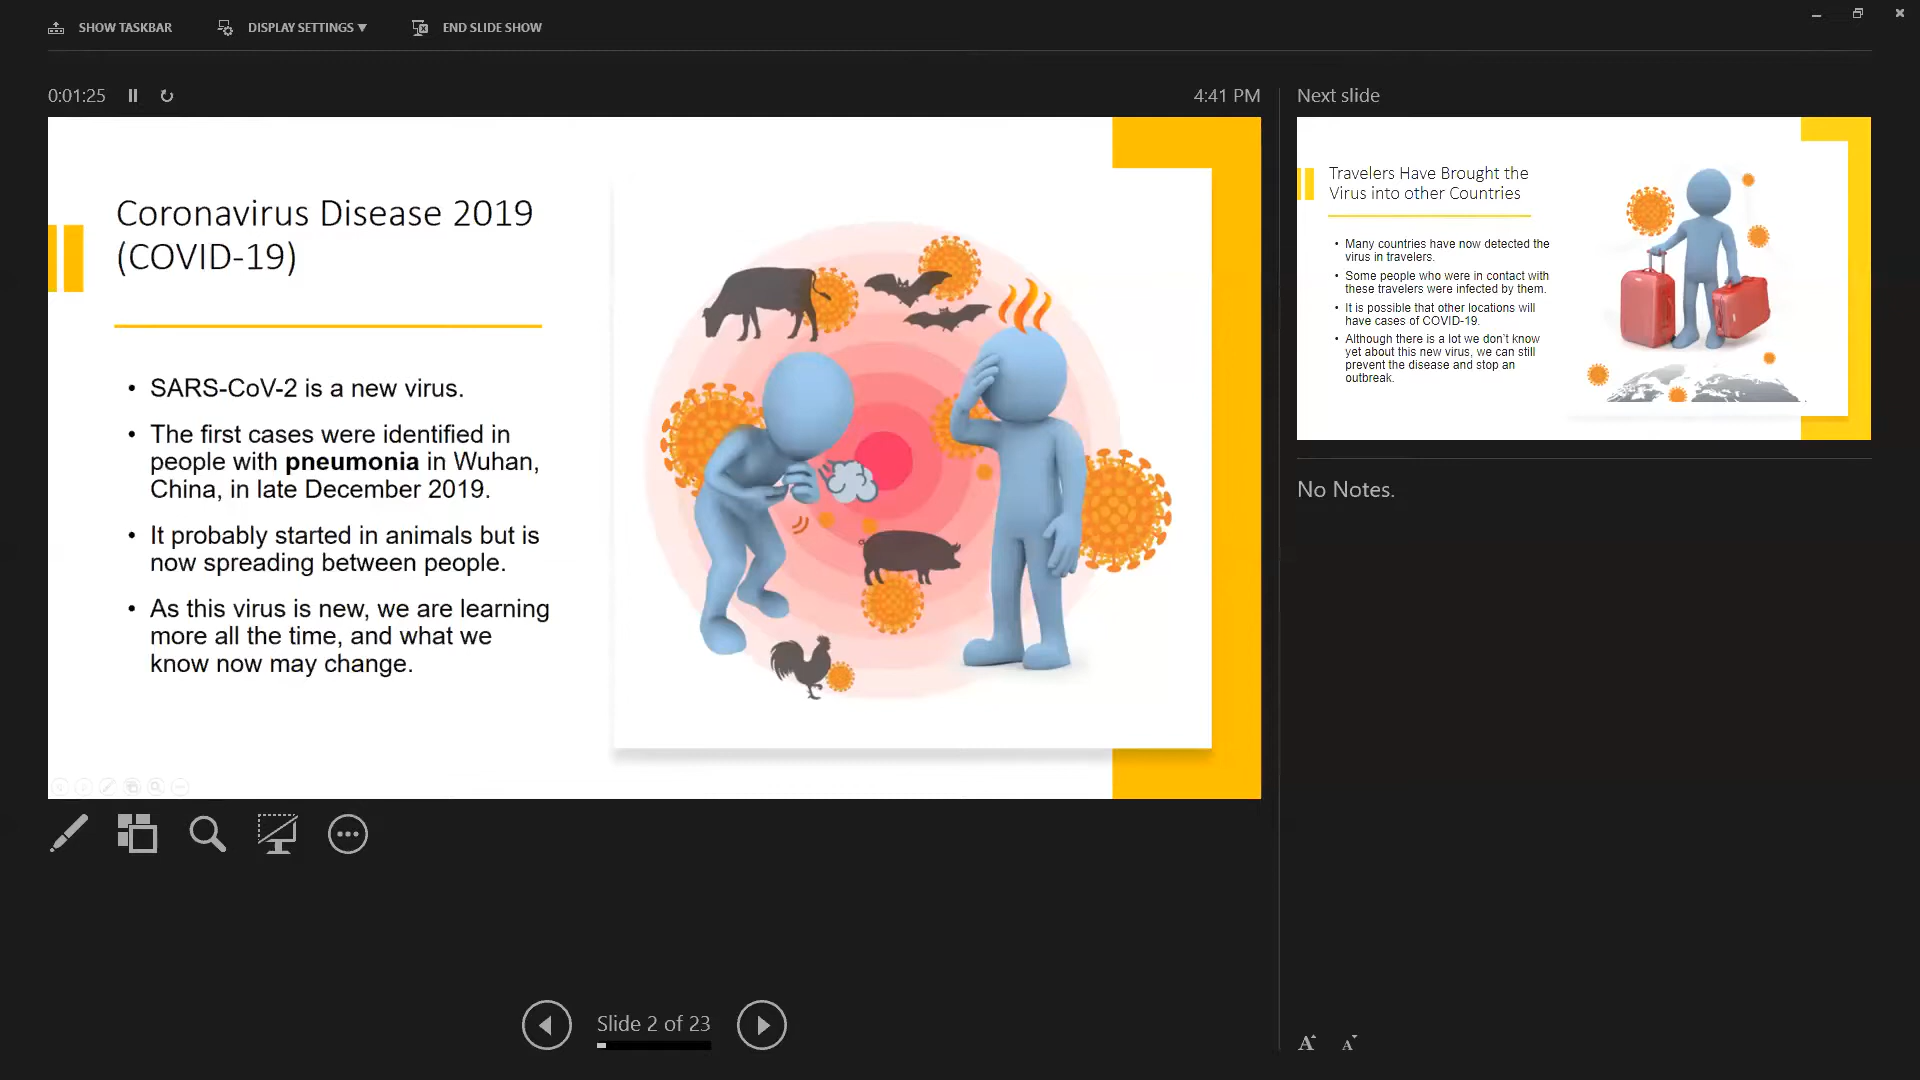 SHOW TASKBAR
DISPLAY SETTINGS ▼
END SLIDE SHOW
0:01:25
4:41 PM
Coronavirus Disease 2019
(COVID-19)
• SARS-CoV-2 is a new virus.
• The first cases were identified in
people with pneumonia in Wuhan,
China, in late December 2019.
• It probably started in animals but is
now spreading between people.
• As this virus is new, we are learning
more all the time, and what we
know now may change.
Slide 2 of 23
Next slide
Travelers Have Brought the
Virus into other Countries
• Many countries have now detected the
virus in travelers.
• Some people who were in contact with
these travelers were infected by them.
• It is possible that other locations will
have cases of COVID-19.
• Although there is a lot we don't know
yet about this new virus, we can still
prevent the disease and stop an
outbreak.
No Notes.
A A